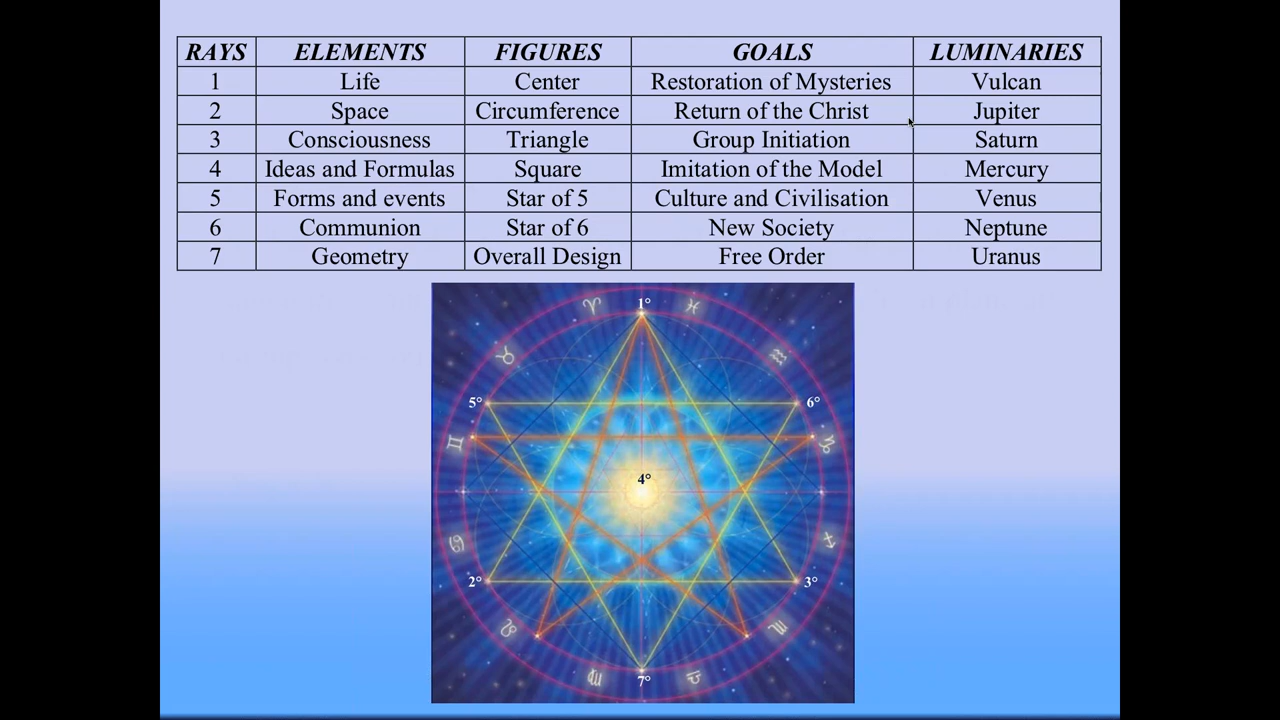 RAYS ELEMENTS FIGURES GOALS LUMINARIES
1 Life Center Restoration of Mysteries Vulcan
2 Space Circumference Return of the Christ Jupiter
3 Consciousness Triangle Group Initiation Saturn
4 Ideas and Formulas Square Imitation of the Model Mercury
5 Forms and events Star of 5 Culture and Civilisation Venus
6 Communion Star of 6 New Society Neptune
7 Geometry Overall Design Free Order Uranus
♈ 1° ♓
♉ ♒
5° 6°
♊ ♑
4°
♋ ♐
2° 3°
♌ ♏
♍ 7° ♎